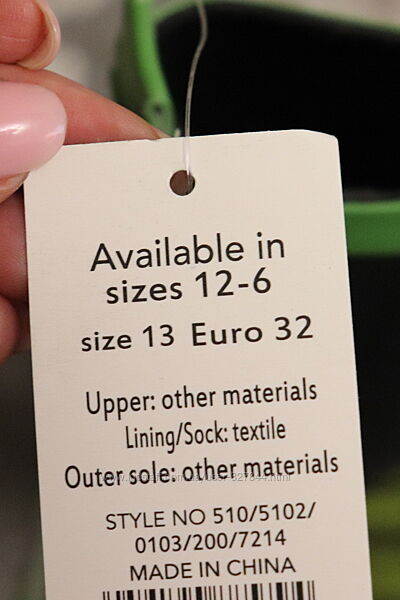 Available in
sizes 12-6
size 13 Euro 32
Upper: other materials
Lining/Sock: textile
Outer sole: other materials
STYLE NO 510/5102/
0103/200/7214
MADE IN CHINA